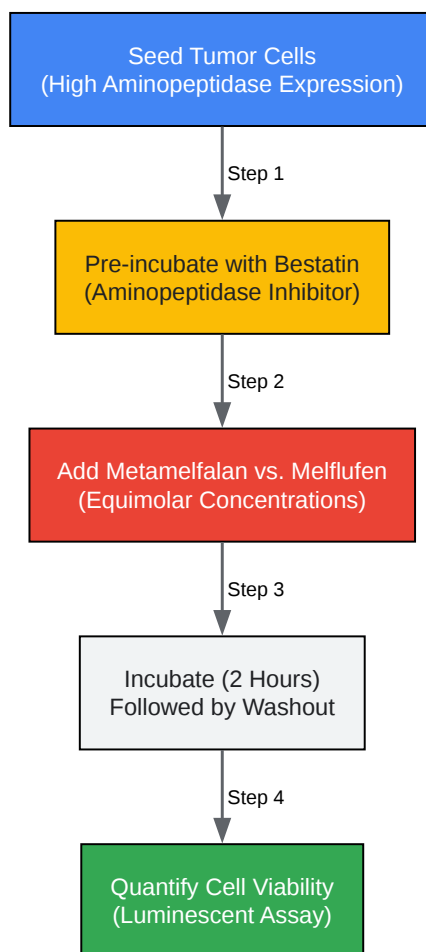 Seed Tumor Cells
(High Aminopeptidase Expression)
Step 1
Pre-incubate with Bestatin
(Aminopeptidase Inhibitor)
Step 2
Add Metamelfalan vs. Melflufen
(Equimolar Concentrations)
Step 3
Incubate (2 Hours)
Followed by Washout
Step 4
Quantify Cell Viability
(Luminescent Assay)